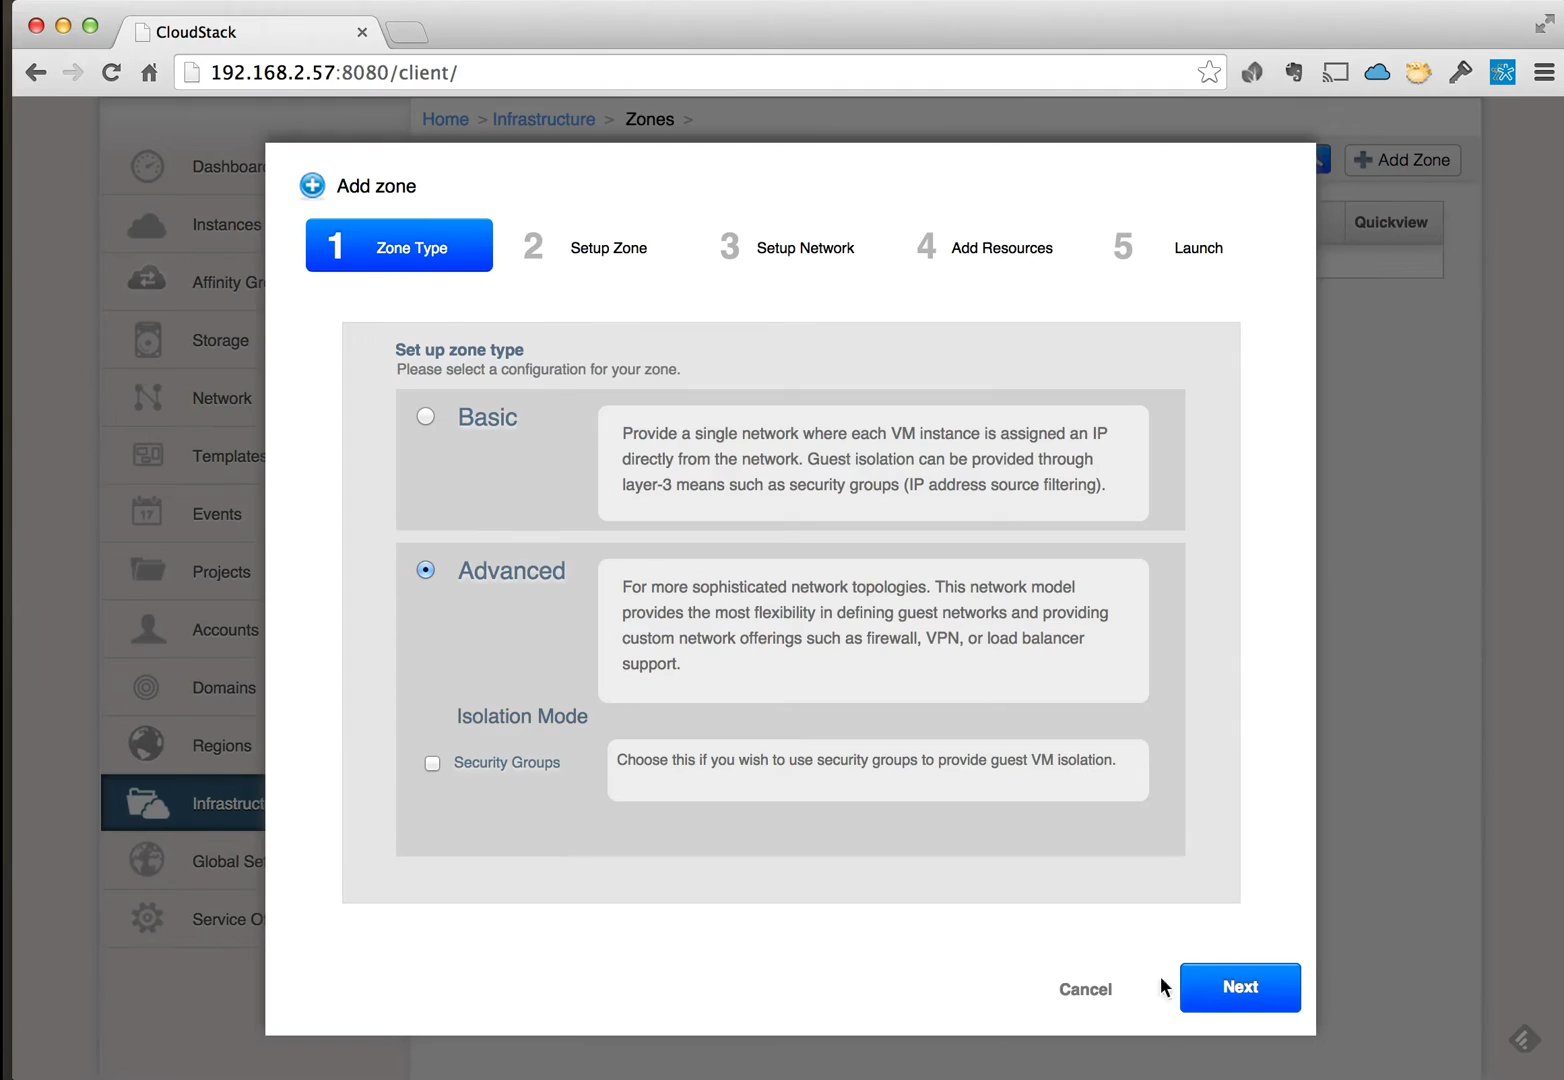 CloudStack
192.168.2.57:8080/client/
Home > Infrastructure > Zones >
Add Zone
Quickview
Dashboar
Instances
Affinity Gr
Storage
Network
Templates
17
Events
Projects
Accounts
Domains
Regions
Infrastruct
Global Se
Service O
Add zone
1 Zone Type
2 Setup Zone
3 Setup Network
4 Add Resources
5 Launch
Set up zone type
Please select a configuration for your zone.
Basic
Provide a single network where each VM instance is assigned an IP
directly from the network. Guest isolation can be provided through
layer-3 means such as security groups (IP address source filtering).
Advanced
For more sophisticated network topologies. This network model
provides the most flexibility in defining guest networks and providing
custom network offerings such as firewall, VPN, or load balancer
support.
Isolation Mode
Security Groups
Choose this if you wish to use security groups to provide guest VM isolation.
Cancel
Next